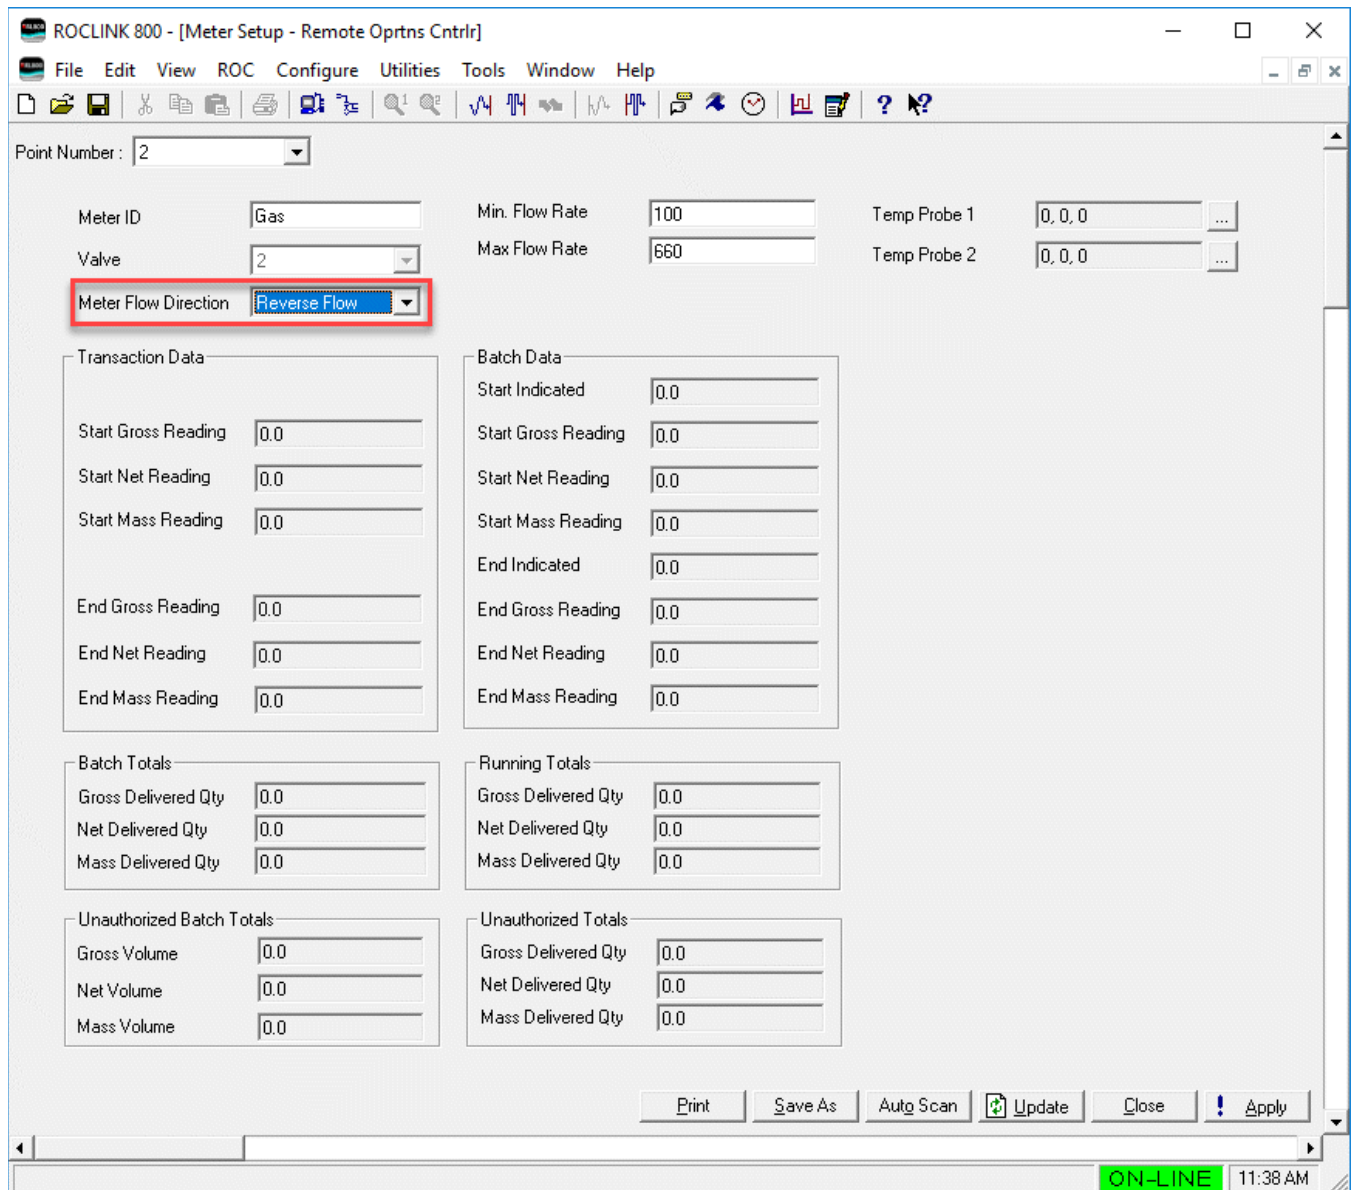 ROCLINK 800 - [Meter Setup - Remote Oprtns Cntrlr]
File Edit View ROC Configure Utilities Tools Window Help
Point Number : 2
Meter ID Gas Min. Flow Rate 100 Temp Probe 1 0, 0, 0 ...
Valve 2 Max Flow Rate 660 Temp Probe 2 0, 0, 0 ...
Meter Flow Direction Reverse Flow
Transaction Data
Start Gross Reading 0.0
Start Net Reading 0.0
Start Mass Reading 0.0
End Gross Reading 0.0
End Net Reading 0.0
End Mass Reading 0.0
Batch Data
Start Indicated 0.0
Start Gross Reading 0.0
Start Net Reading 0.0
Start Mass Reading 0.0
End Indicated 0.0
End Gross Reading 0.0
End Net Reading 0.0
End Mass Reading 0.0
Batch Totals
Gross Delivered Qty 0.0
Net Delivered Qty 0.0
Mass Delivered Qty 0.0
Running Totals
Gross Delivered Qty 0.0
Net Delivered Qty 0.0
Mass Delivered Qty 0.0
Unauthorized Batch Totals
Gross Volume 0.0
Net Volume 0.0
Mass Volume 0.0
Unauthorized Totals
Gross Delivered Qty 0.0
Net Delivered Qty 0.0
Mass Delivered Qty 0.0
Print Save As Auto Scan Update Close ! Apply
ON-LINE 11:38 AM